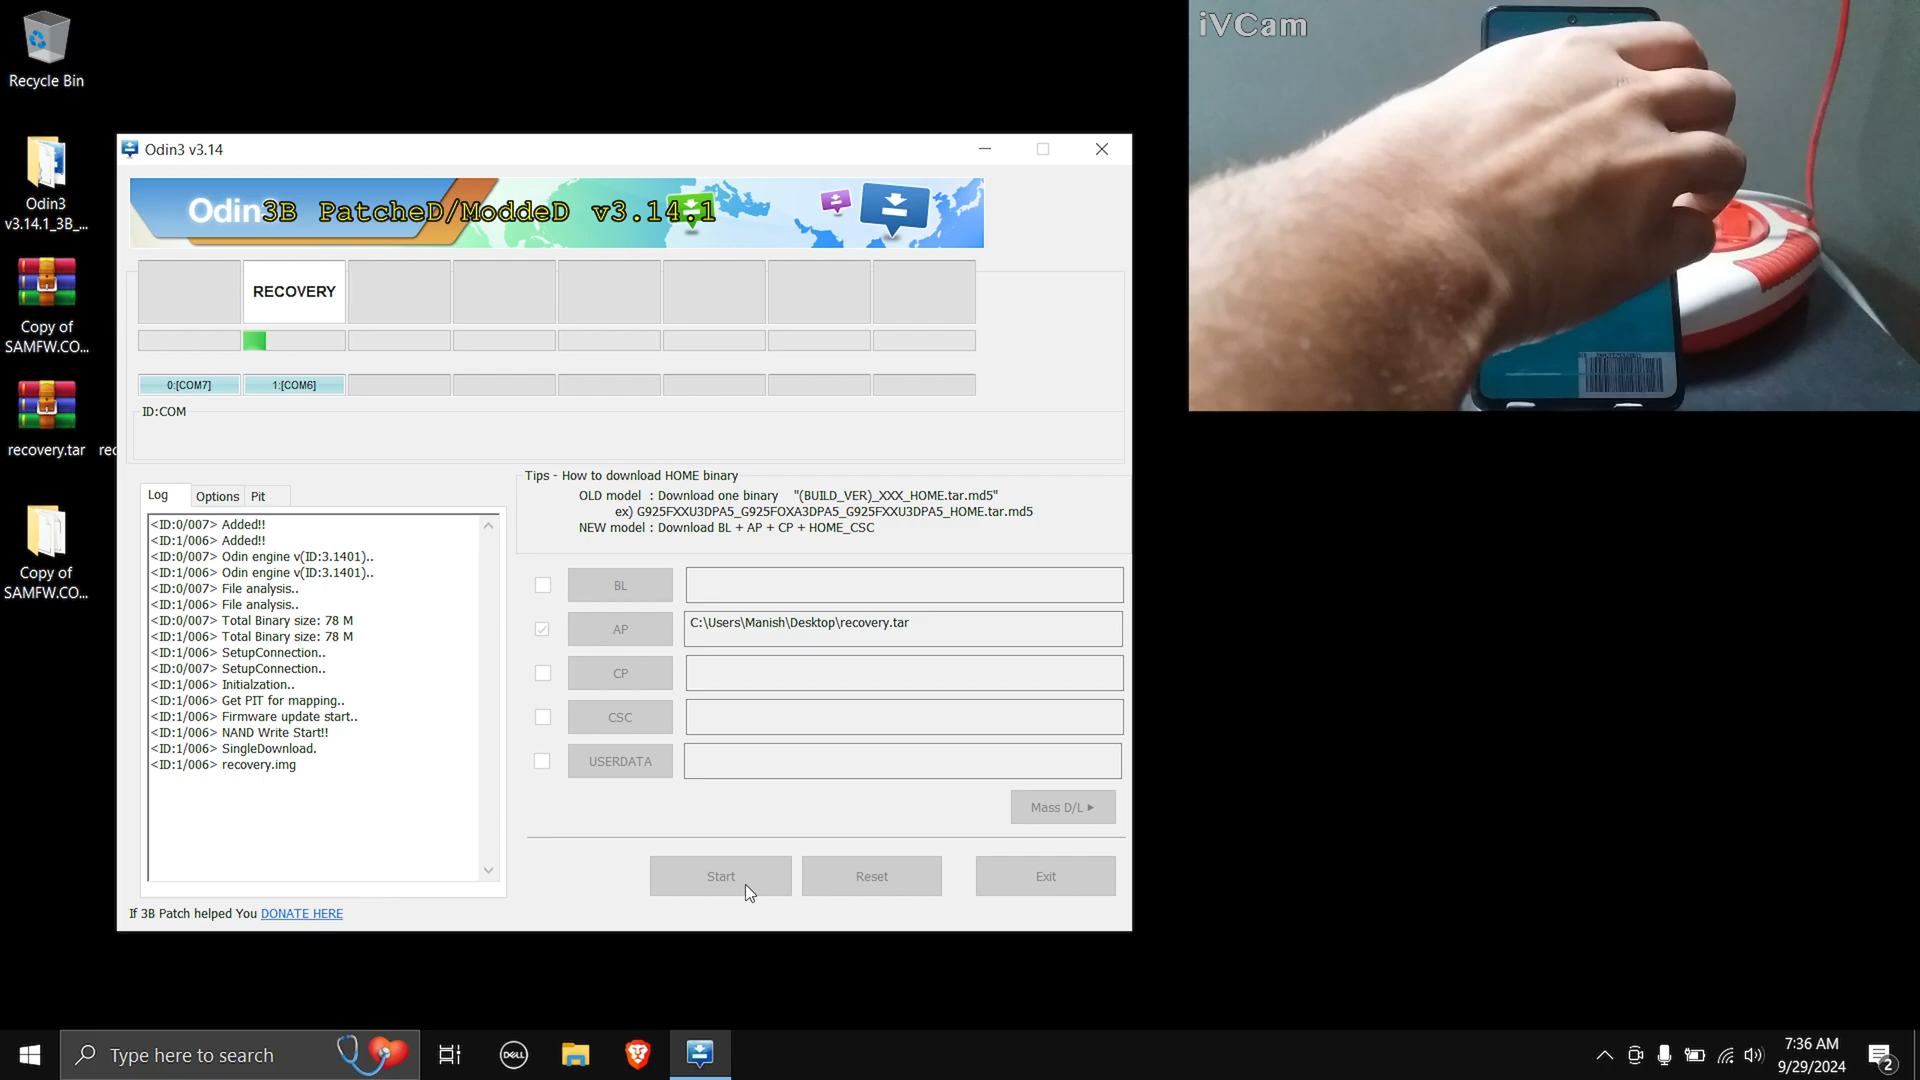 iVCam
Recycle Bin
Odin3
v3.14.1_3B_...
Copy of
SAMFW.CO...
recovery.tar
rec
Copy of
SAMFW.CO...
Odin3 v3.14
Odin3B PatcheD/ModdeD v3.14.1
RECOVERY
0:[COM7]
1:[COM6]
ID:COM
Log
Options
Pit
<ID:0/007> Added!!
<ID:1/006> Added!!
<ID:0/007> Odin engine v(ID:3.1401)..
<ID:1/006> Odin engine v(ID:3.1401)..
<ID:0/007> File analysis..
<ID:1/006> File analysis..
<ID:0/007> Total Binary size: 78 M
<ID:1/006> Total Binary size: 78 M
<ID:1/006> SetupConnection..
<ID:0/007> SetupConnection..
<ID:1/006> Initialzation..
<ID:1/006> Get PIT for mapping..
<ID:1/006> Firmware update start..
<ID:1/006> NAND Write Start!!
<ID:1/006> SingleDownload.
<ID:1/006> recovery.img
Tips - How to download HOME binary
OLD model : Download one binary "(BUILD_VER)_XXX_HOME.tar.md5"
ex) G925FXXU3DPA5_G925FOXA3DPA5_G925FXXU3DPA5_HOME.tar.md5
NEW model : Download BL + AP + CP + HOME_CSC
BL
AP
C:\Users\Manish\Desktop\recovery.tar
CP
CSC
USERDATA
Mass D/L ►
Start
Reset
Exit
If 3B Patch helped You DONATE HERE
Type here to search
DELL
7:36 AM
9/29/2024
2